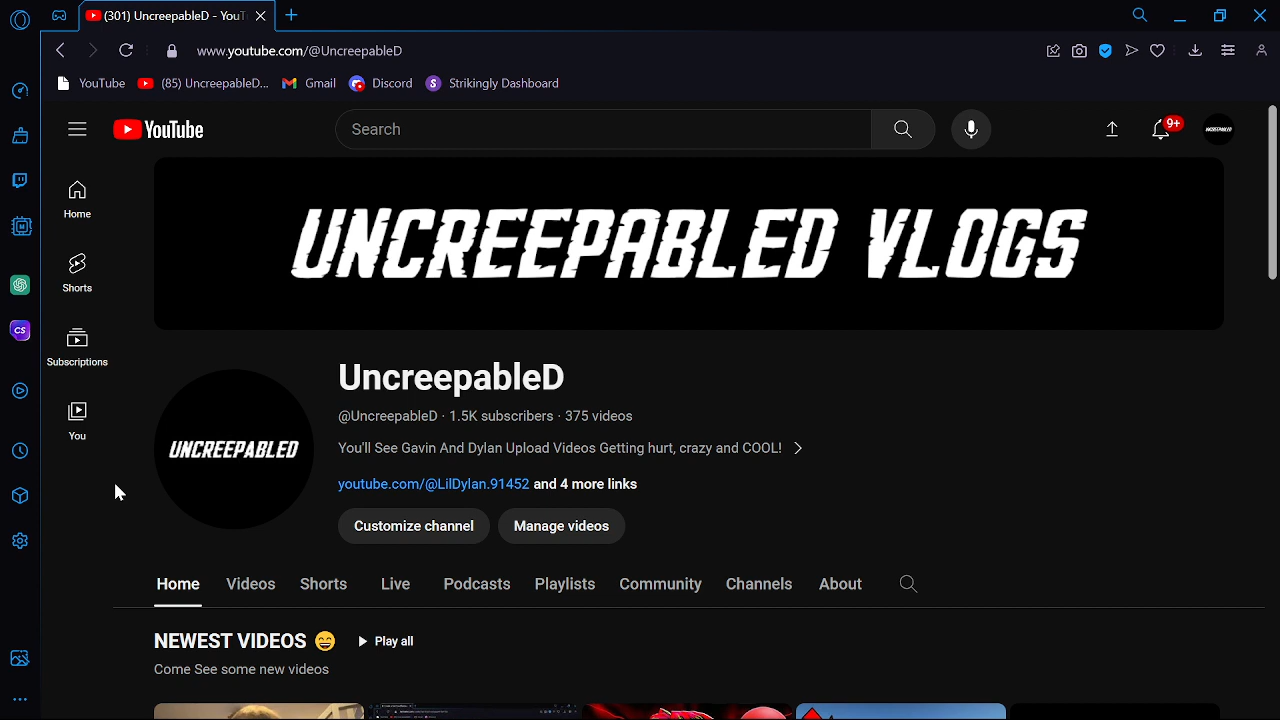 (301) UncreepableD - YouT
www.youtube.com/@UncreepableD
YouTube
(85) UncreepableD...
Gmail
Discord
S
Strikingly Dashboard
YouTube
Search
9+
UNCREEPABLED
Home
Shorts
Subscriptions
You
M
CS
UNCREEPABLED VLOGS
UNCREEPABLED
UncreepableD
@UncreepableD · 1.5K subscribers · 375 videos
You'll See Gavin And Dylan Upload Videos Getting hurt, crazy and COOL!
youtube.com/@LilDylan.91452 and 4 more links
Customize channel
Manage videos
Home Videos Shorts Live Podcasts Playlists Community Channels About
NEWEST VIDEOS 😄
Play all
Come See some new videos